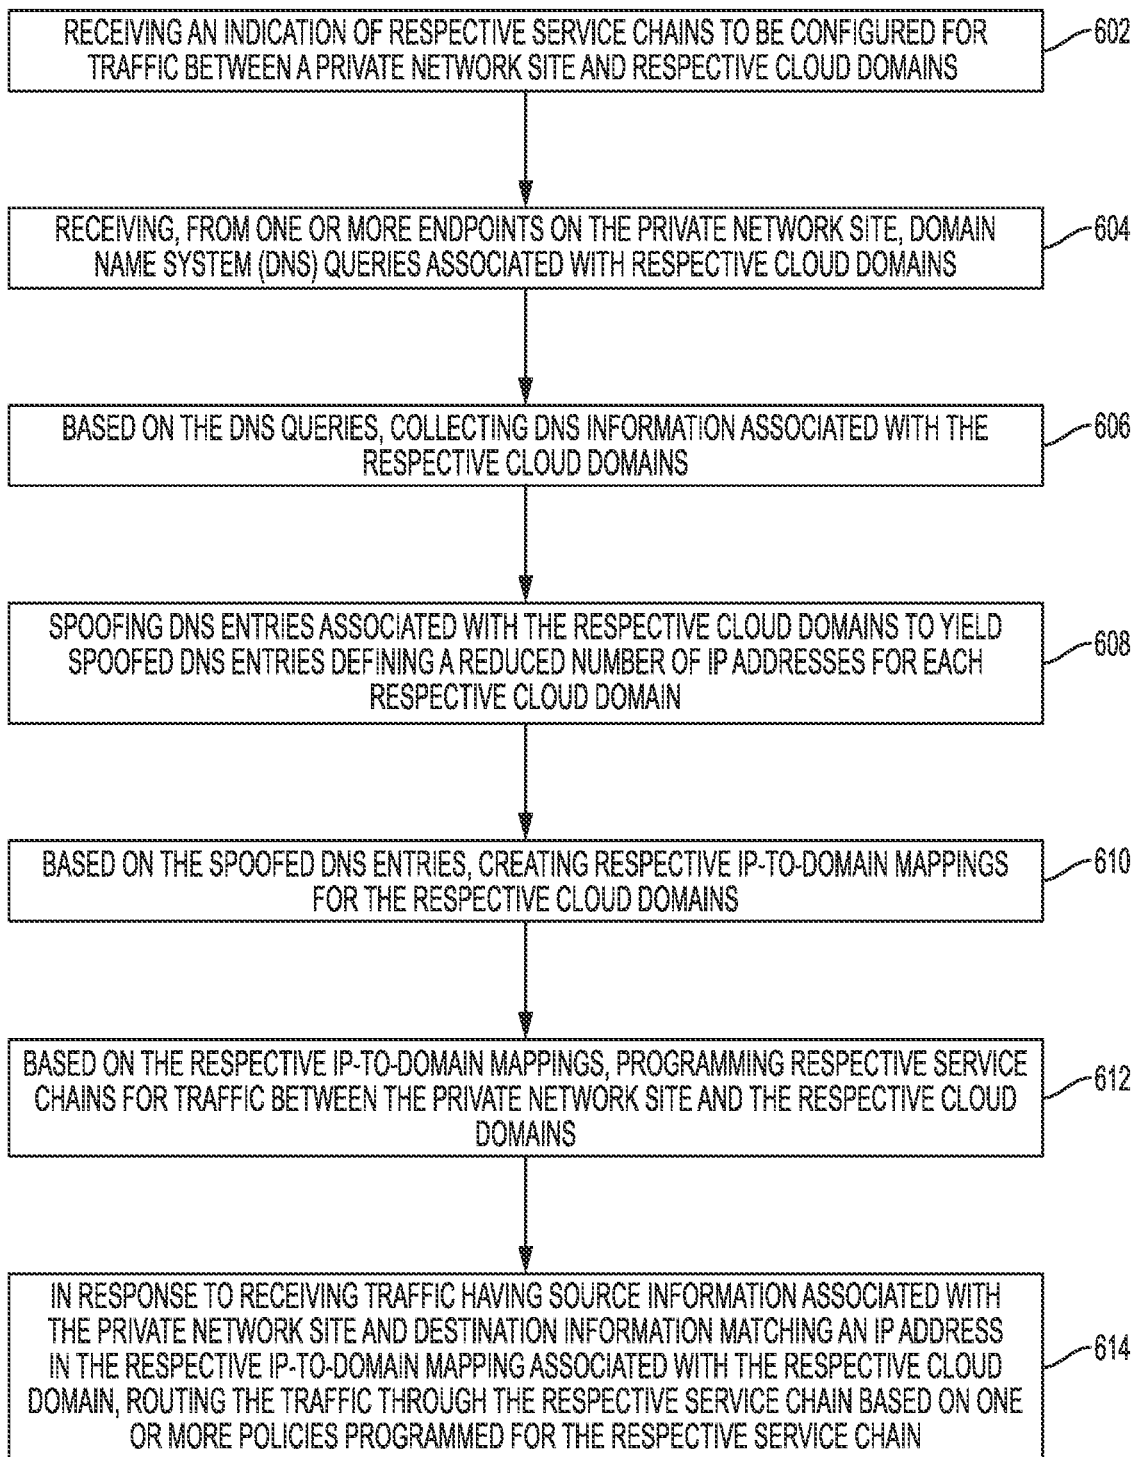 RECEIVING AN INDICATION OF RESPECTIVE SERVICE CHAINS TO BE CONFIGURED FOR
TRAFFIC BETWEEN A PRIVATE NETWORK SITE AND RESPECTIVE CLOUD DOMAINS
602
RECEIVING, FROM ONE OR MORE ENDPOINTS ON THE PRIVATE NETWORK SITE, DOMAIN
NAME SYSTEM (DNS) QUERIES ASSOCIATED WITH RESPECTIVE CLOUD DOMAINS
604
BASED ON THE DNS QUERIES, COLLECTING DNS INFORMATION ASSOCIATED WITH THE
RESPECTIVE CLOUD DOMAINS
606
SPOOFING DNS ENTRIES ASSOCIATED WITH THE RESPECTIVE CLOUD DOMAINS TO YIELD
SPOOFED DNS ENTRIES DEFINING A REDUCED NUMBER OF IP ADDRESSES FOR EACH
RESPECTIVE CLOUD DOMAIN
608
BASED ON THE SPOOFED DNS ENTRIES, CREATING RESPECTIVE IP-TO-DOMAIN MAPPINGS
FOR THE RESPECTIVE CLOUD DOMAINS
610
BASED ON THE RESPECTIVE IP-TO-DOMAIN MAPPINGS, PROGRAMMING RESPECTIVE SERVICE
CHAINS FOR TRAFFIC BETWEEN THE PRIVATE NETWORK SITE AND THE RESPECTIVE CLOUD
DOMAINS
612
IN RESPONSE TO RECEIVING TRAFFIC HAVING SOURCE INFORMATION ASSOCIATED WITH
THE PRIVATE NETWORK SITE AND DESTINATION INFORMATION MATCHING AN IP ADDRESS
IN THE RESPECTIVE IP-TO-DOMAIN MAPPING ASSOCIATED WITH THE RESPECTIVE CLOUD
DOMAIN, ROUTING THE TRAFFIC THROUGH THE RESPECTIVE SERVICE CHAIN BASED ON ONE
OR MORE POLICIES PROGRAMMED FOR THE RESPECTIVE SERVICE CHAIN
614